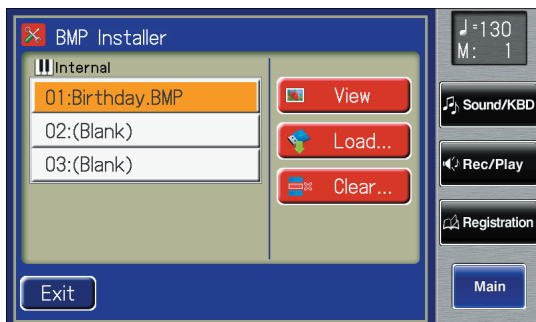 BMP Installer
Internal
01:Birthday.BMP
02:(Blank)
03:(Blank)
View
Load...
Clear...
Exit
♩=130
M: 1
Sound/KBD
Rec/Play
Registration
Main